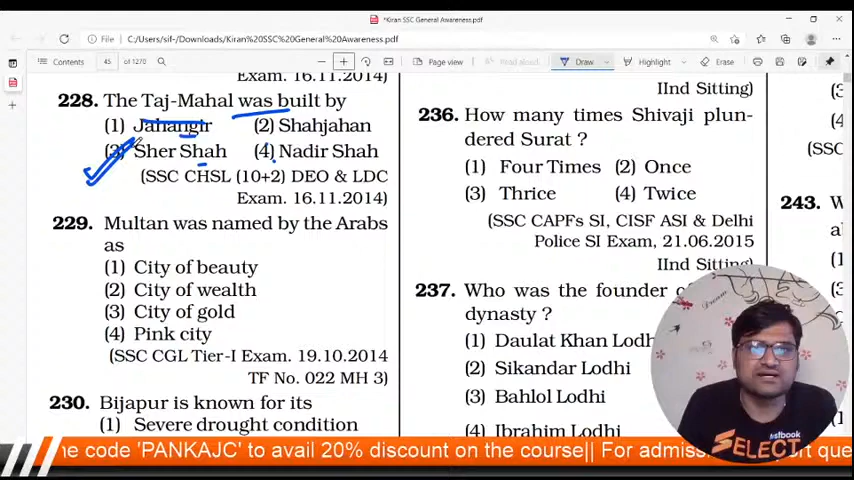 *Kiran SSC General Awareness.pdf
File
C:/Users/sif-/Downloads/Kiran%20SSC%20General%20Awareness.pdf
Contents
45
of 1270
Page view
Read aloud
Draw
Highlight
Erase
Exam. 16.11.2014)
228. The Taj-Mahal was built by
(1) Jahangir (2) Shahjahan
(3) Sher Shah (4) Nadir Shah
(SSC CHSL (10+2) DEO & LDC
Exam. 16.11.2014)
229. Multan was named by the Arabs
as
(1) City of beauty
(2) City of wealth
(3) City of gold
(4) Pink city
(SSC CGL Tier-I Exam. 19.10.2014
TF No. 022 MH 3)
230. Bijapur is known for its
(1) Severe drought condition
IInd Sitting)
236. How many times Shivaji plun-
dered Surat ?
(1) Four Times (2) Once
(3) Thrice (4) Twice
(SSC CAPFs SI, CISF ASI & Delhi
Police SI Exam, 21.06.2015
IInd Sitting)
237. Who was the founder
dynasty ?
(1) Daulat Khan Lodh
(2) Sikandar Lodhi
(3) Bahlol Lodhi
(4) Ibrahim Lodhi
(4)
(SSC
243.
Dream
testbook
SELECT
he code 'PANKAJC' to avail 20% discount on the course|| For admiss port que